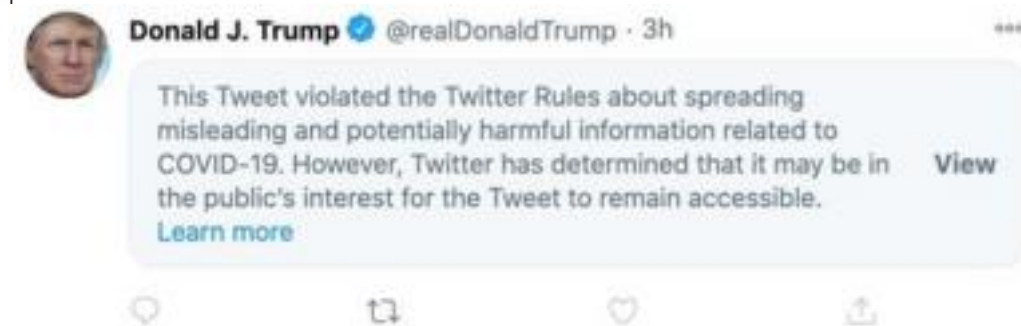 Donald J. Trump @realDonaldTrump · 3h
This Tweet violated the Twitter Rules about spreading
misleading and potentially harmful information related to
COVID-19. However, Twitter has determined that it may be in
View
the public's interest for the Tweet to remain accessible.
Learn more